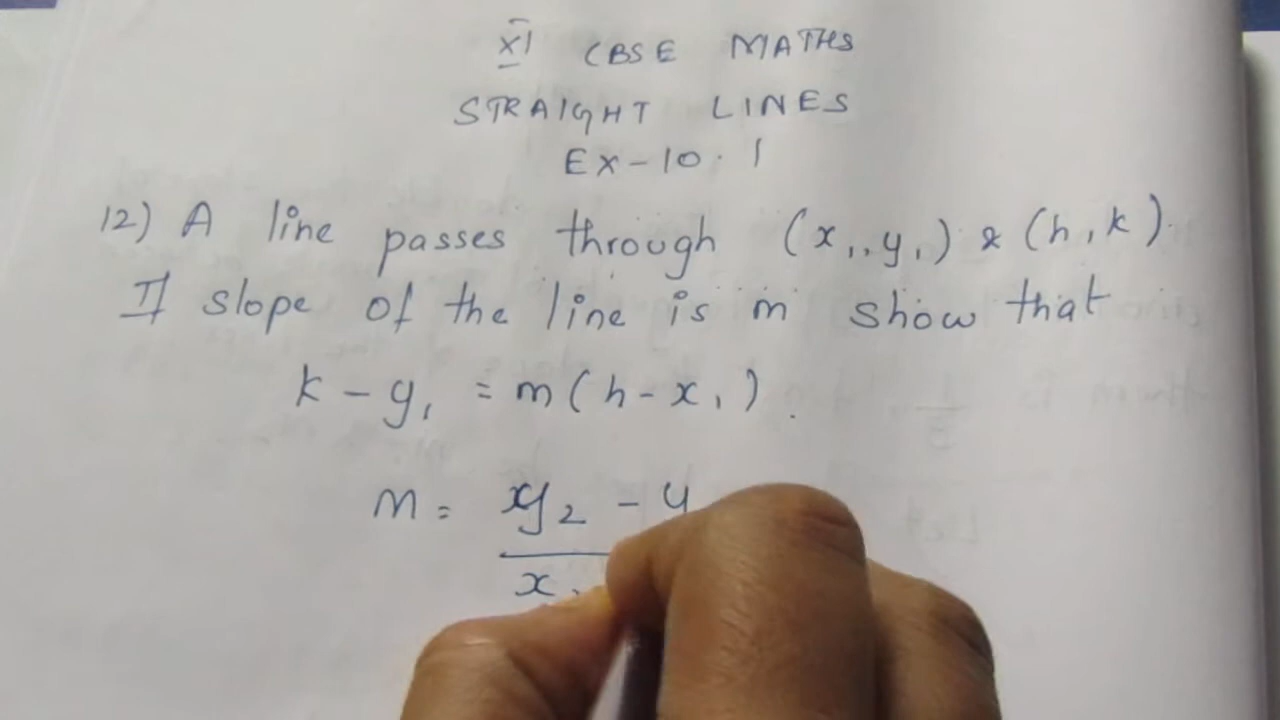 XI CBSE MATHS
STRAIGHT LINES
EX-10.1
12) A line passes through (x₁, y₁) & (h, k).
If slope of the line is m show that
k - y₁ = m(h - x₁).
m = y₂ - y
x